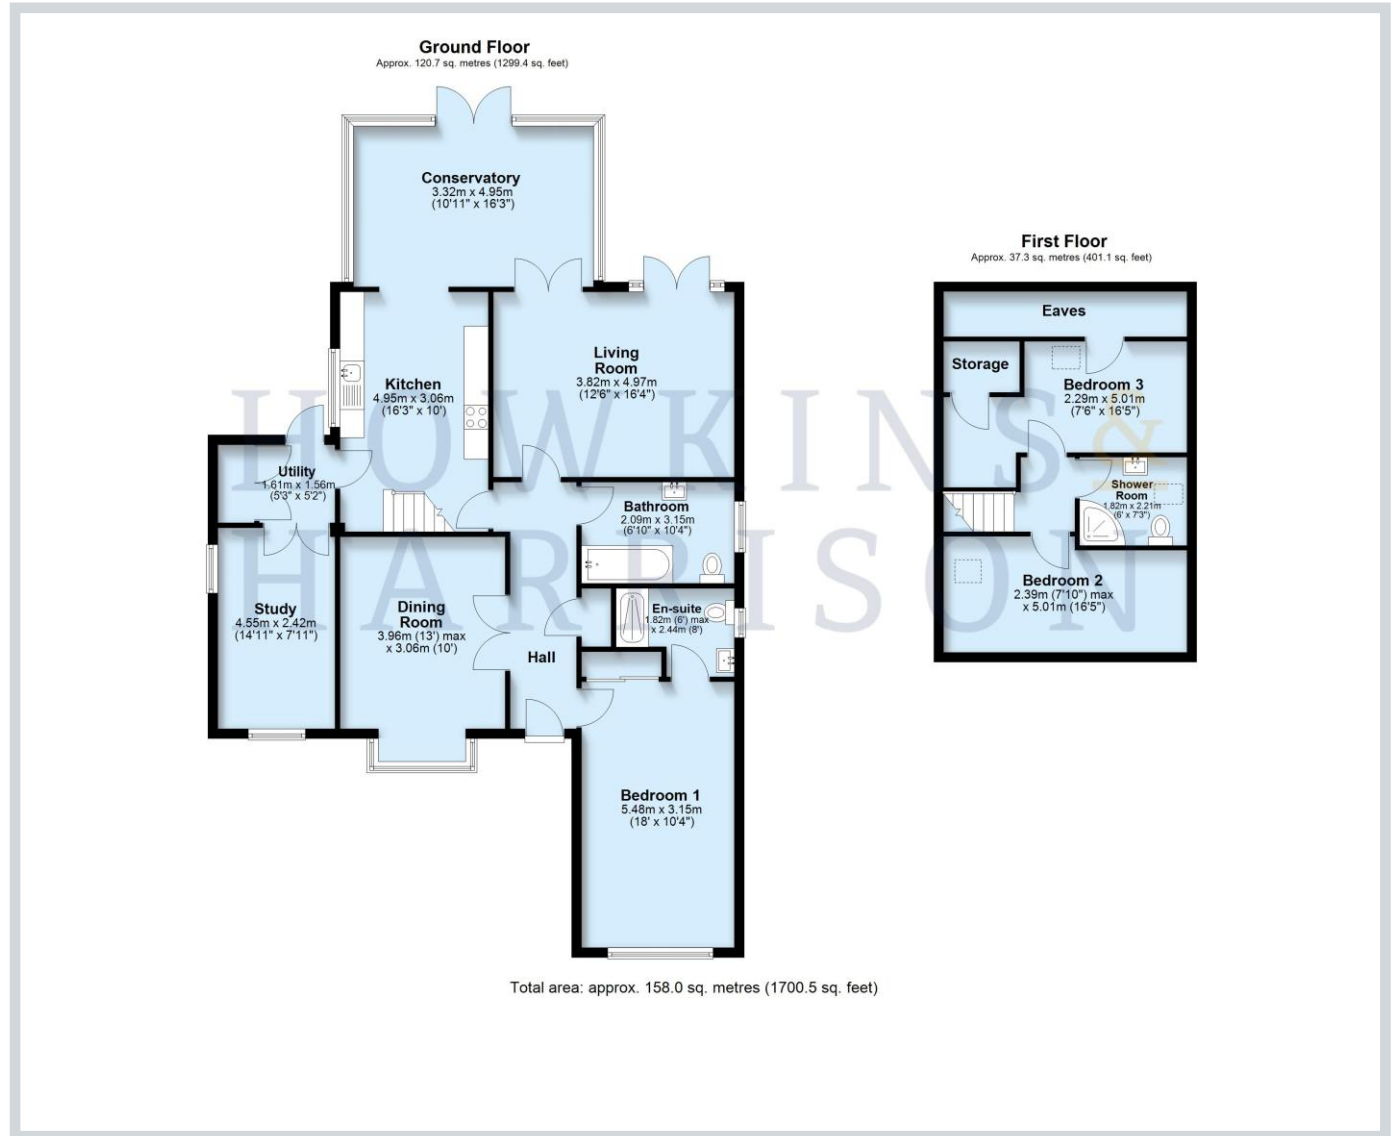 Ground Floor
Approx. 120.7 sq. metres (1299.4 sq. feet)
Conservatory
3.32m x 4.95m
(10'11" x 16'3")
Living
Room
3.82m x 4.97m
(12'6" x 16'4")
Kitchen
4.95m x 3.06m
(16'3" x 10')
Utility
1.61m x 1.56m
(5'3" x 5'2")
Bathroom
2.09m x 3.15m
(6'10" x 10'4")
Study
4.55m x 2.42m
(14'11" x 7'11")
Dining
Room
3.96m (13') max
x 3.06m (10')
En-suite
1.82m (6') max
x 2.44m (8')
Hall
Bedroom 1
5.48m x 3.15m
(18' x 10'4")
First Floor
Approx. 37.3 sq. metres (401.1 sq. feet)
Eaves
Storage
Bedroom 3
2.29m x 5.01m
(7'6" x 16'5")
Shower
Room
1.82m x 2.21m
(6' x 7'3")
Bedroom 2
2.39m (7'10") max
x 5.01m (16'5")
Total area: approx. 158.0 sq. metres (1700.5 sq. feet)
HOWKINS &
HARRISON